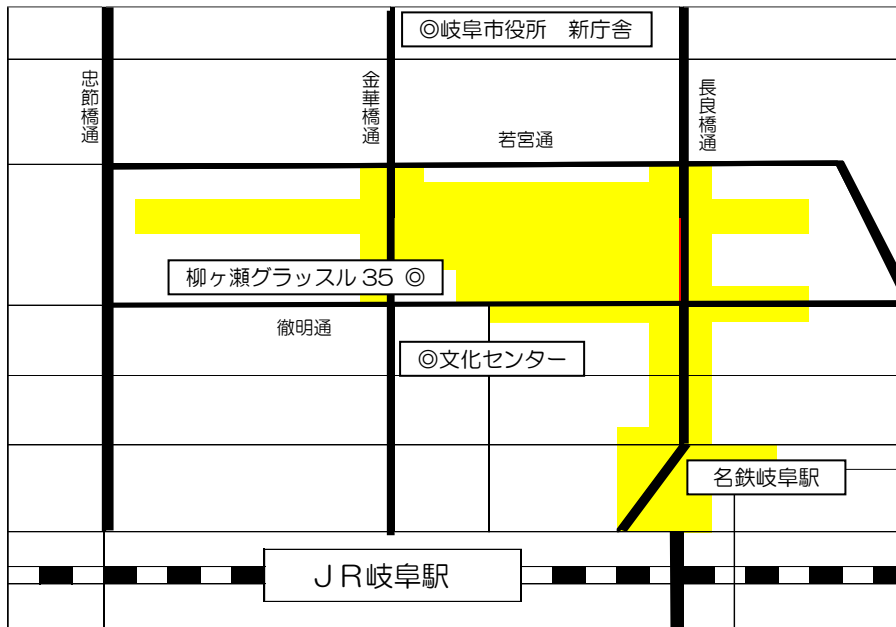 ◎岐阜市役所　新庁舎
忠節橋通
金華橋通
長良橋通
若宮通
柳ヶ瀬グラッスル35 ◎
徹明通
◎文化センター
名鉄岐阜駅
ＪＲ岐阜駅